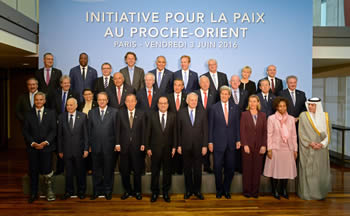 INITIATIVE POUR LA PAIX
AU PROCHE-ORIENT
PARIS - VENDREDI 3 JUIN 2016